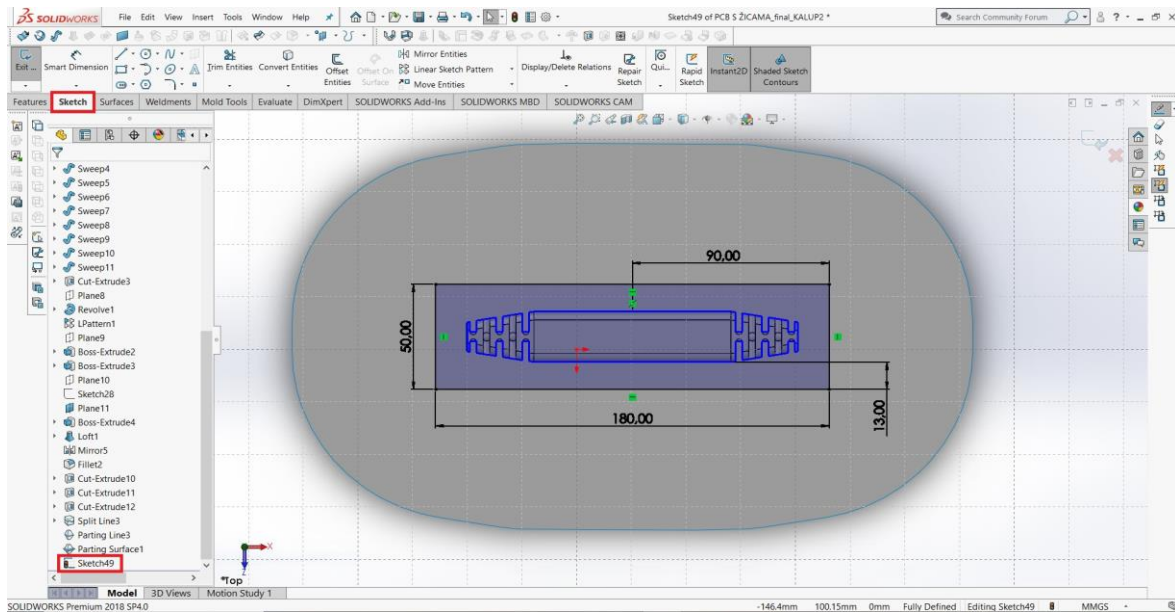 SOLIDWORKS File Edit View Insert Tools Window Help Sketch49 of PCB S ŽICAMA_final_KALUP2 * Search Community Forum
Exit ... Smart Dimension Trim Entities Convert Entities Offset Entities Offset On Surface Mirror Entities Linear Sketch Pattern Move Entities Display/Delete Relations Repair Sketch Qui... Rapid Sketch Instant2D Shaded Sketch Contours
Features Sketch Surfaces Weldments Mold Tools Evaluate DimXpert SOLIDWORKS Add-Ins SOLIDWORKS MBD SOLIDWORKS CAM
Sweep4
Sweep5
Sweep6
Sweep7
Sweep8
Sweep9
Sweep10
Sweep11
Cut-Extrude3
Plane8
Revolve1
LPattern1
Plane9
Boss-Extrude2
Boss-Extrude3
Plane10
Sketch28
Plane11
Boss-Extrude4
Loft1
Mirror5
Fillet2
Cut-Extrude10
Cut-Extrude11
Cut-Extrude12
Split Line3
Parting Line3
Parting Surface1
Sketch49
90,00
50,00
180,00
13,00
X
Z
*Top
Model 3D Views Motion Study 1
SOLIDWORKS Premium 2018 SP4.0 -146.4mm 100.15mm 0mm Fully Defined Editing Sketch49 MMGS